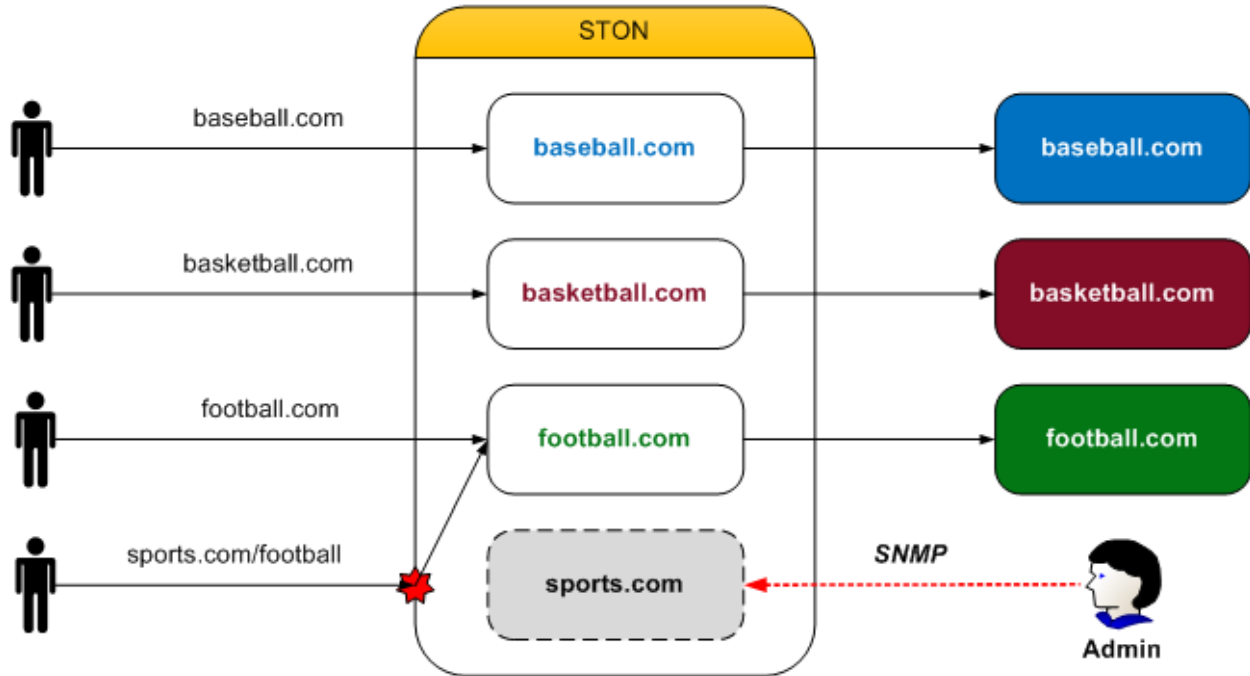 STON
baseball.com
baseball.com
baseball.com
basketball.com
basketball.com
basketball.com
football.com
football.com
football.com
sports.com/football
sports.com
SNMP
Admin